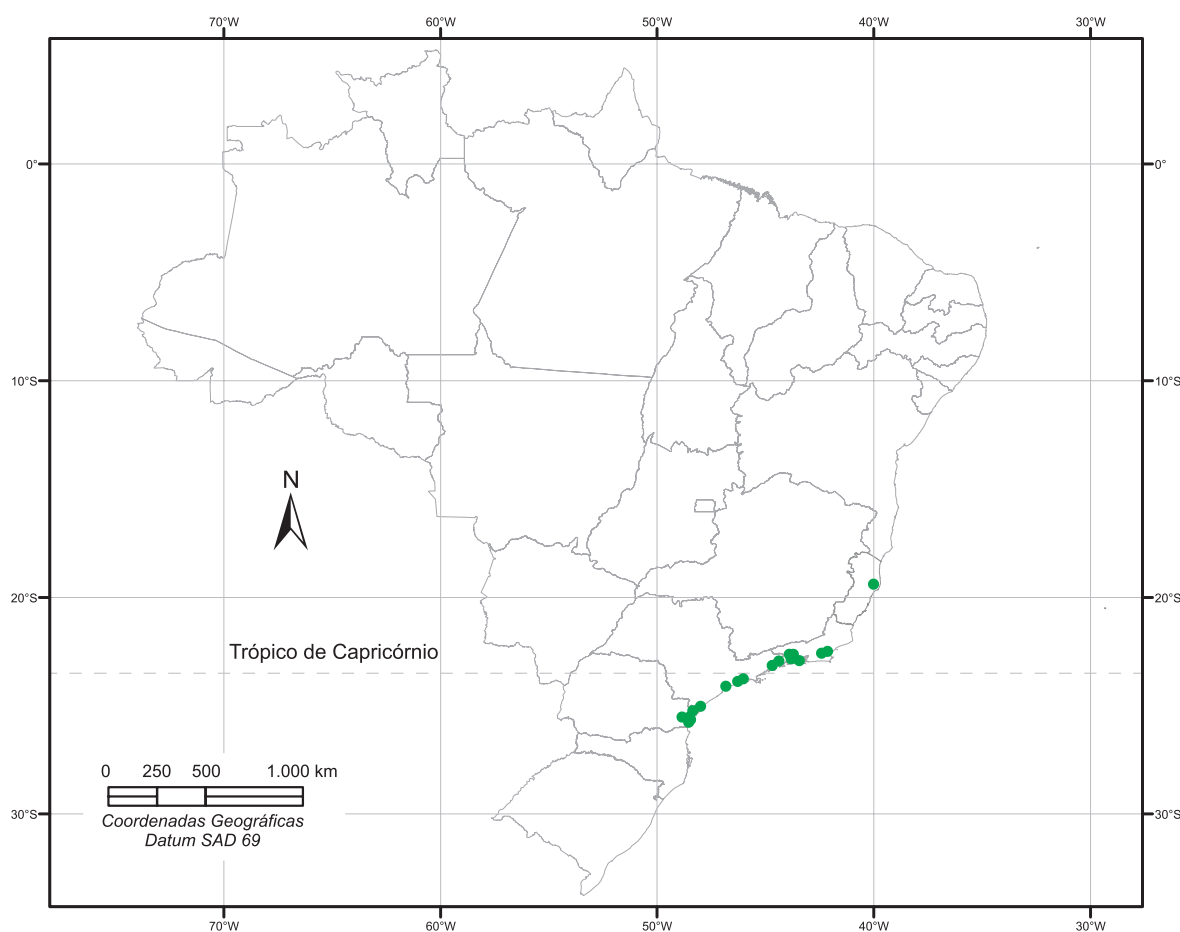 70°W 60°W 50°W 40°W 30°W
0° 0°
10°S 10°S
N
20°S 20°S
Trópico de Capricórnio
0 250 500 1.000 km
30°S 30°S
Coordenadas Geográficas
Datum SAD 69
70°W 60°W 50°W 40°W 30°W